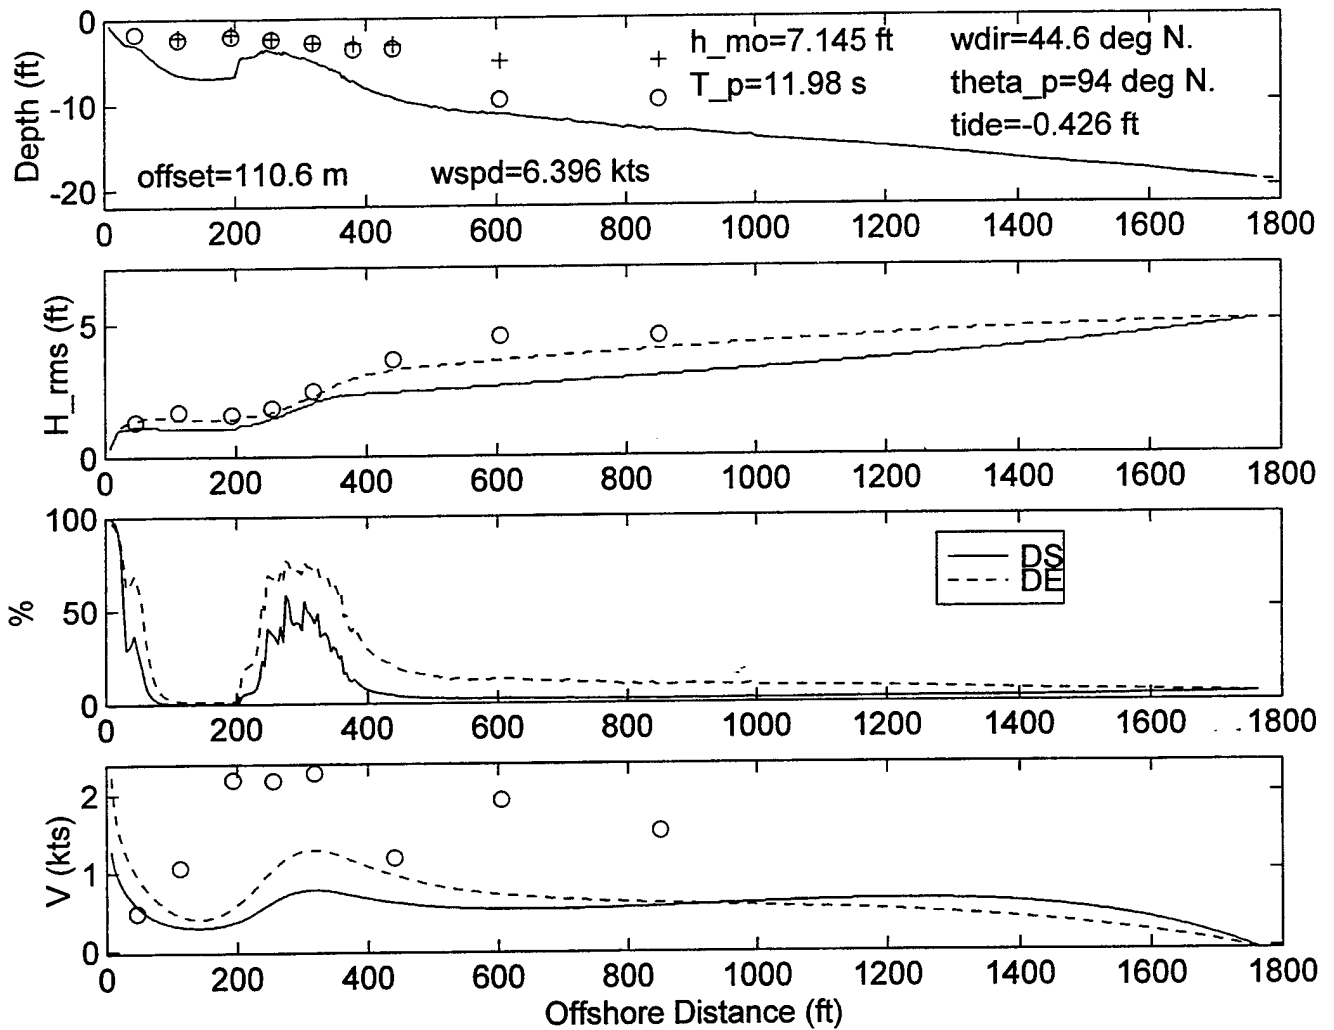 0
-10
-20
Depth (ft)
h_mo=7.145 ft
wdir=44.6 deg N.
T_p=11.98 s
theta_p=94 deg N.
tide=-0.426 ft
offset=110.6 m
wspd=6.396 kts
0 200 400 600 800 1000 1200 1400 1600 1800
5
0
H_rms (ft)
0 200 400 600 800 1000 1200 1400 1600 1800
100
50
0
%
DS
DE
0 200 400 600 800 1000 1200 1400 1600 1800
2
1
0
V (kts)
0 200 400 600 800 1000 1200 1400 1600 1800
Offshore Distance (ft)